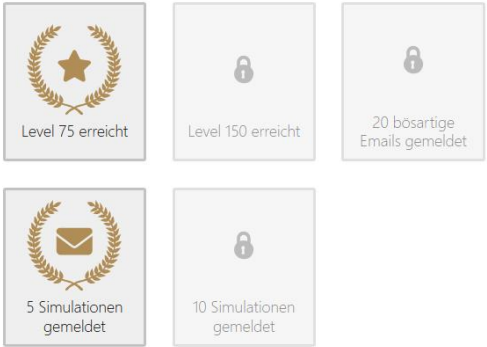 Level 75 erreicht
Level 150 erreicht
20 bösartige
Emails gemeldet
5 Simulationen
gemeldet
10 Simulationen
gemeldet